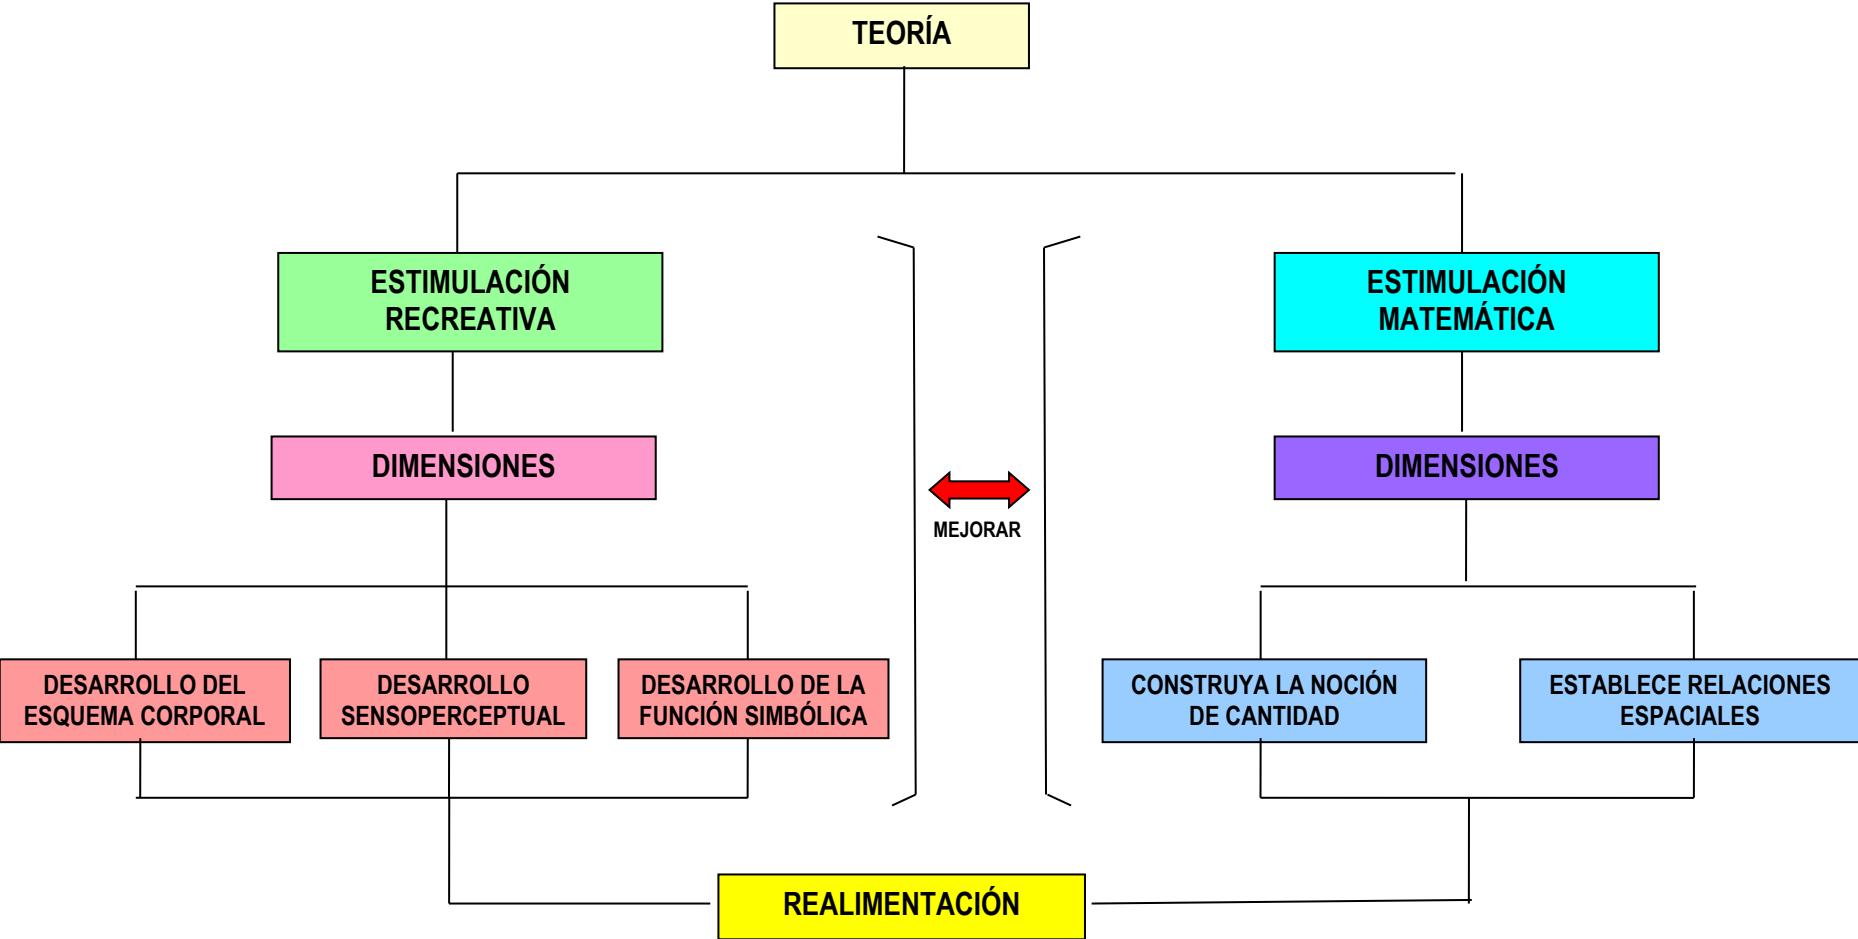 TEORÍA
ESTIMULACIÓN
RECREATIVA
ESTIMULACIÓN
MATEMÁTICA
DIMENSIONES
DIMENSIONES
MEJORAR
DESARROLLO DEL
ESQUEMA CORPORAL
DESARROLLO
SENSOPERCEPTUAL
DESARROLLO DE LA
FUNCIÓN SIMBÓLICA
CONSTRUYA LA NOCIÓN
DE CANTIDAD
ESTABLECE RELACIONES
ESPACIALES
REALIMENTACIÓN